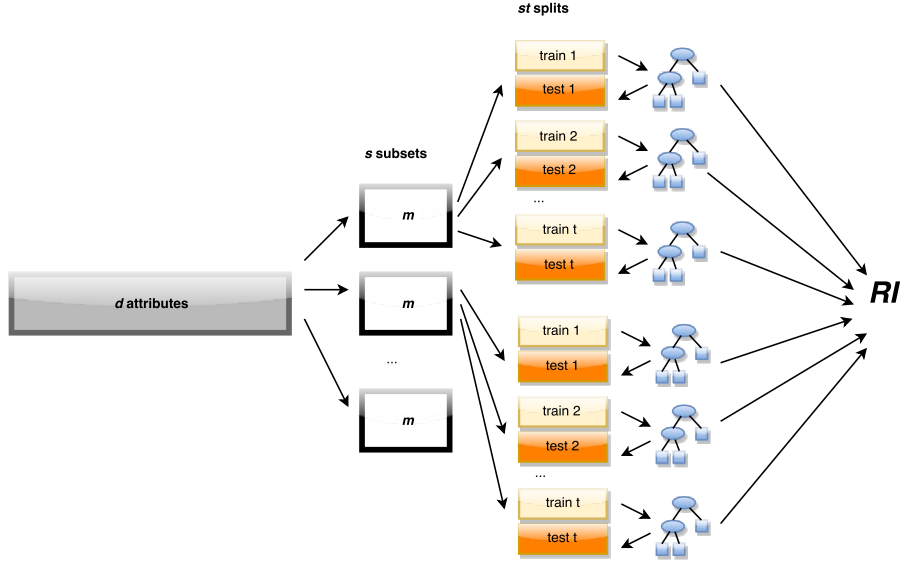 st splits
train 1
test 1
train 2
test 2
...
train t
test t
s subsets
m
d attributes
m
...
m
train 1
test 1
train 2
test 2
...
train t
test t
RI